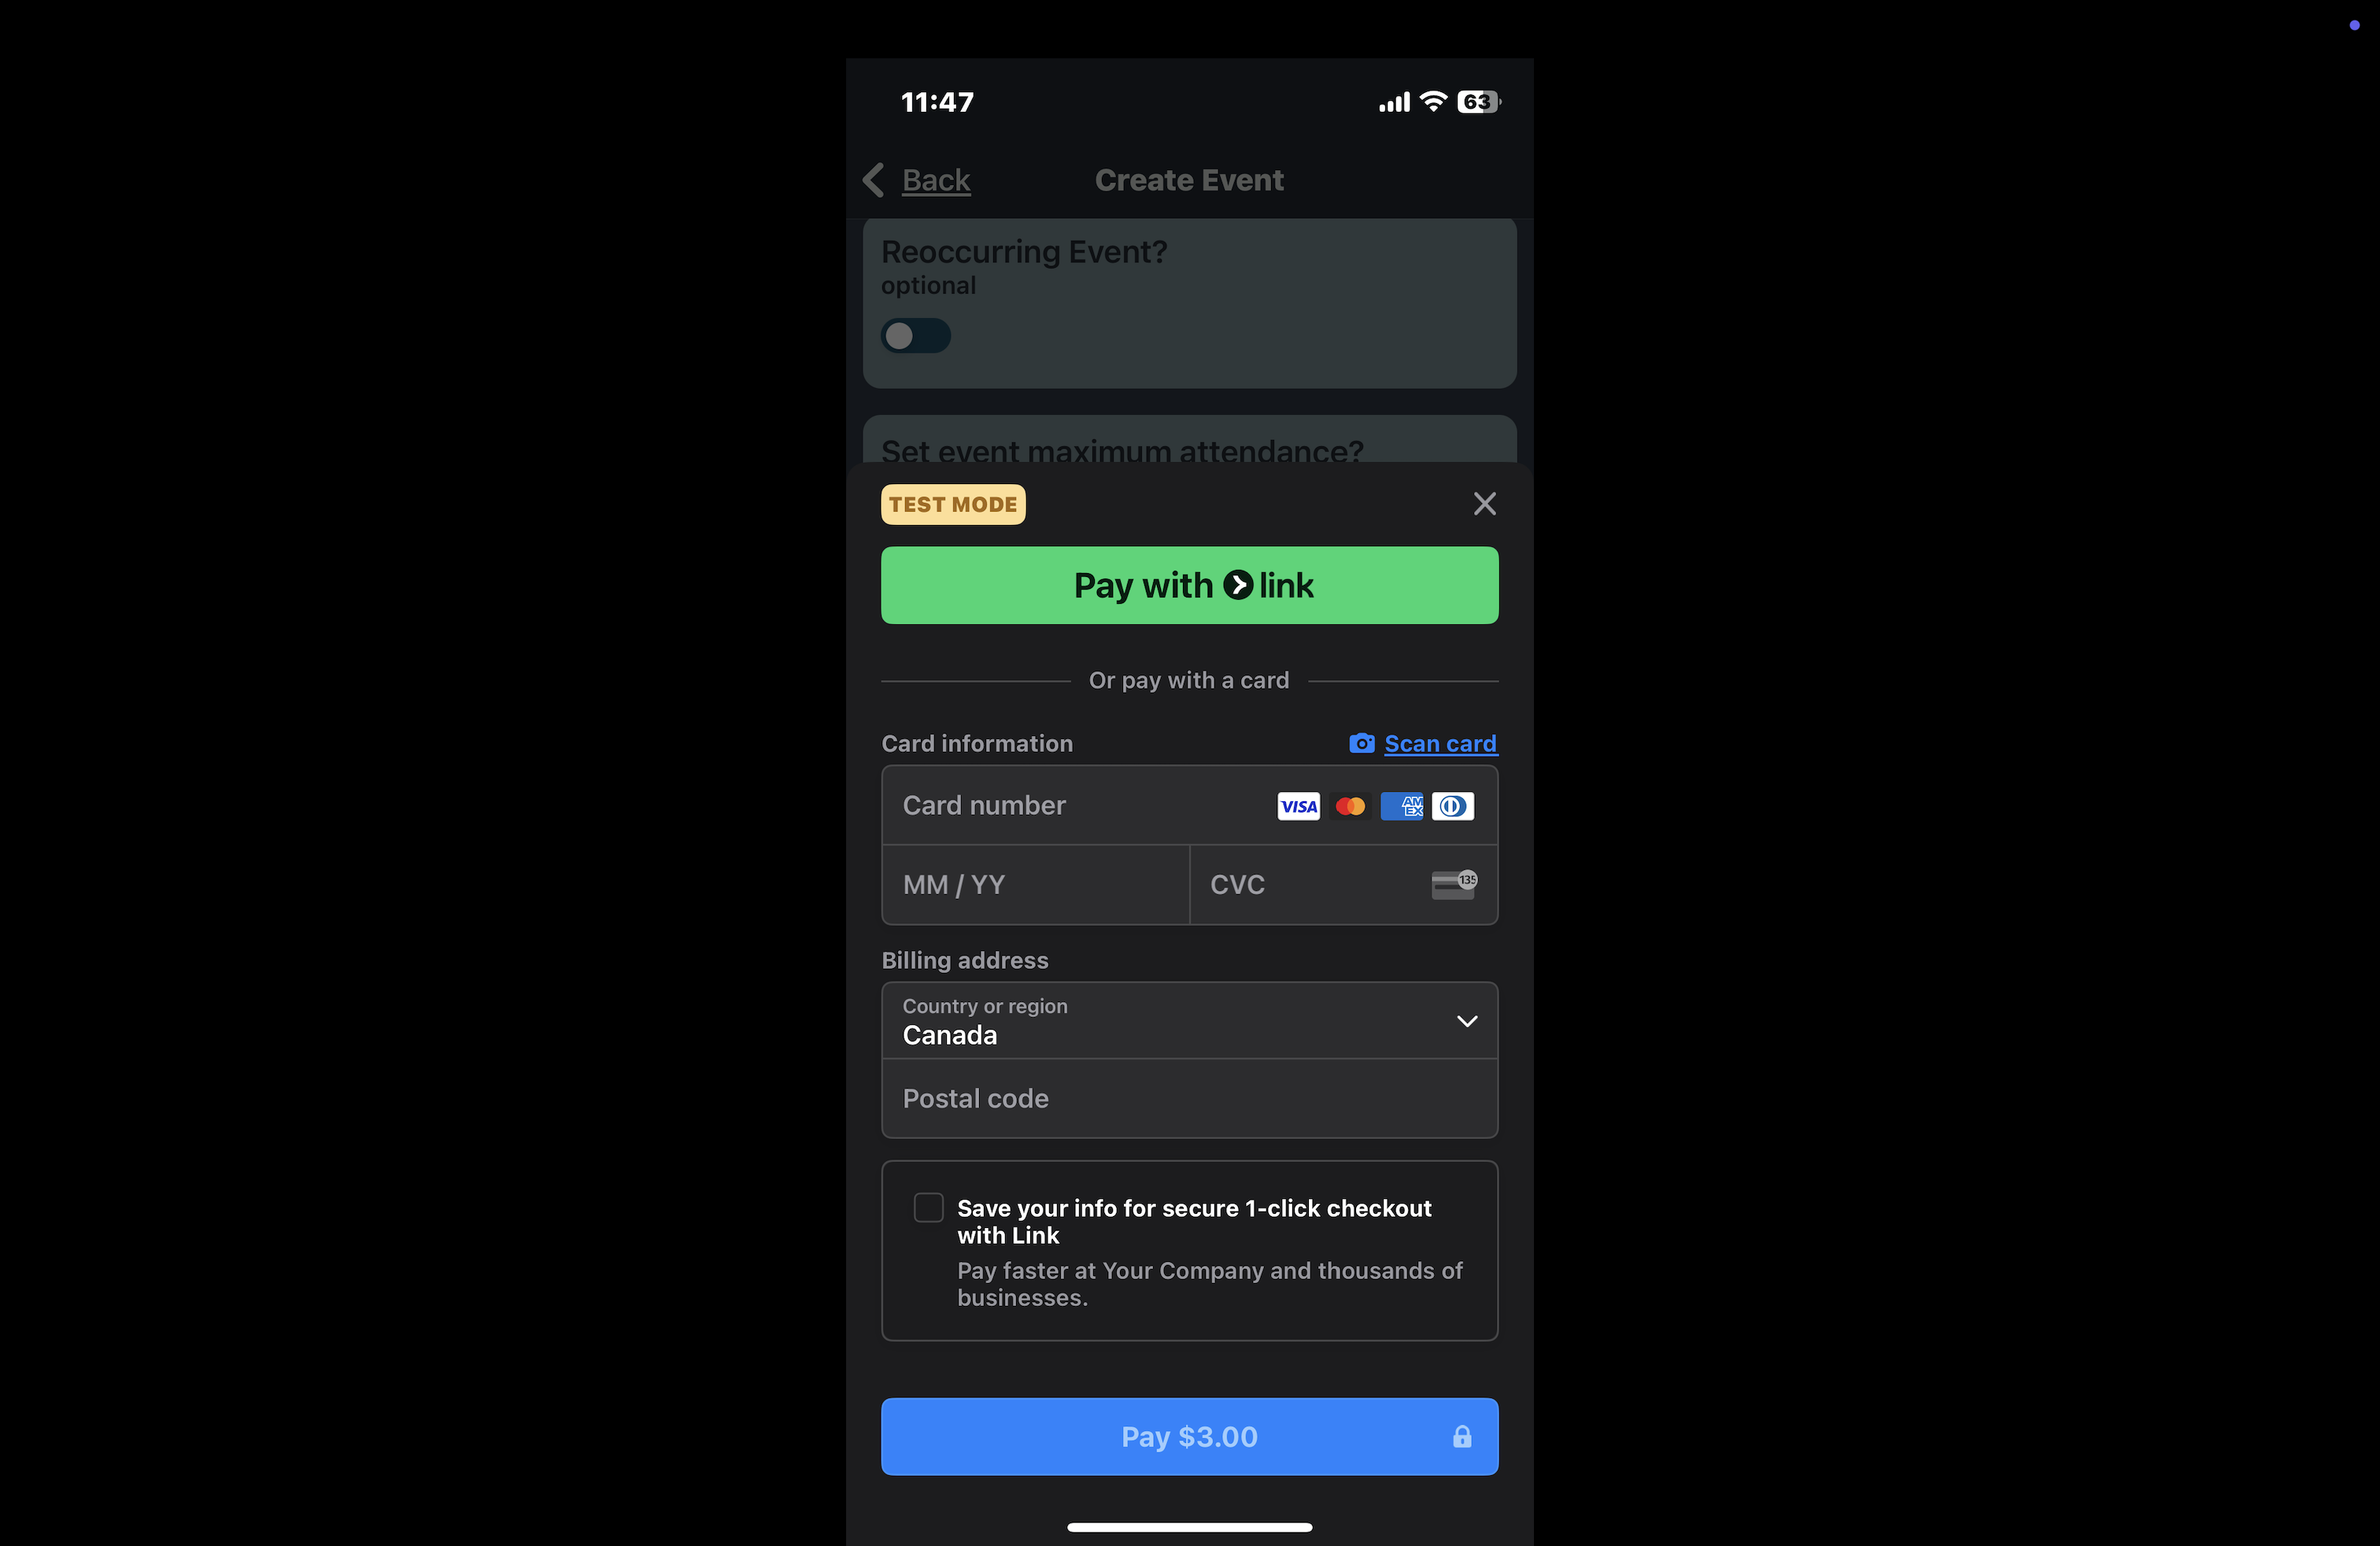 11:47
63
Back
Create Event
Reoccurring Event?
optional
Set event maximum attendance?
TEST MODE
Pay with link
Or pay with a card
Card information
Scan card
Card number
VISA
AM
EX
MM / YY
CVC
135
Billing address
Country or region
Canada
Postal code
Save your info for secure 1-click checkout
with Link
Pay faster at Your Company and thousands of
businesses.
Pay $3.00